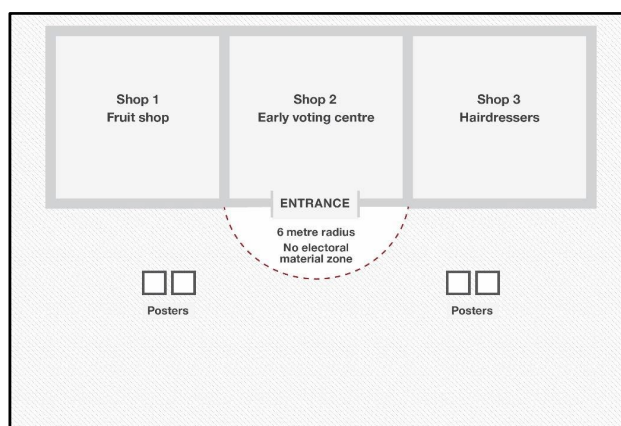 Shop 1
Fruit shop
Shop 2
Early voting centre
Shop 3
Hairdressers
ENTRANCE
6 metre radius
No electoral
material zone
Posters
Posters